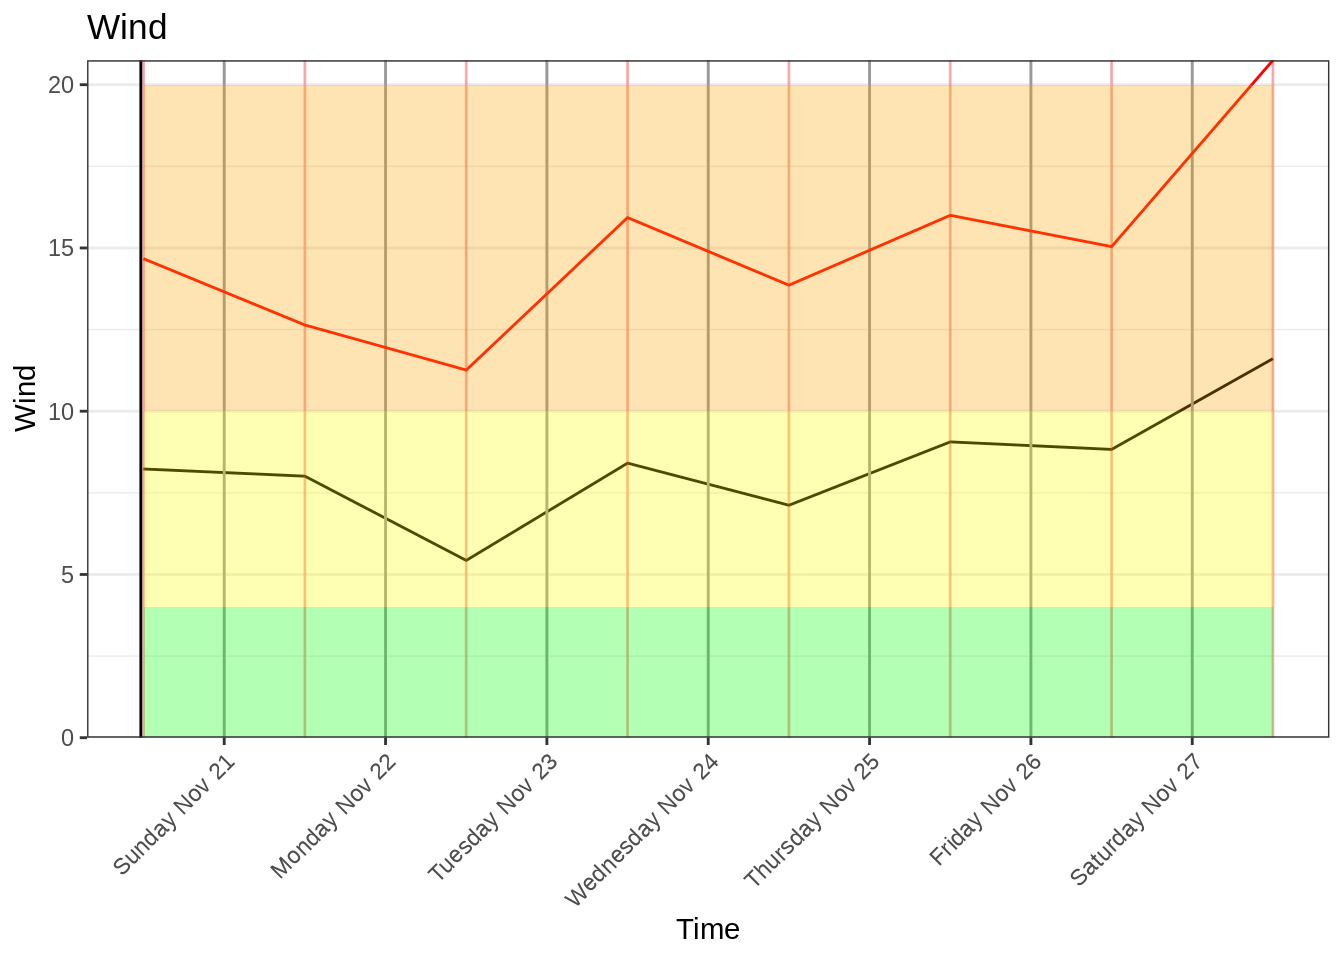 Wind
Wind
20
15
10
5
0
Sunday Nov 21
Monday Nov 22
Tuesday Nov 23
Wednesday Nov 24
Thursday Nov 25
Friday Nov 26
Saturday Nov 27
Time